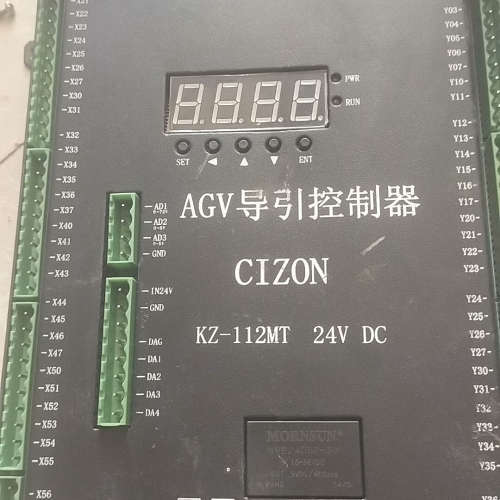 X21
X22
X23
X24
X25
X26
X27
X30
X31
X32
X33
X34
X35
X36
X37
X40
X41
X42
X43
X44
X45
X46
X47
X50
X51
X52
X53
X54
X55
X56
PWR
RUN
SET
ENT
AD1
AD2
AD3
GND
IN24V
GND
DAG
DA1
DA2
DA3
DA4
AGV导引控制器
CIZON
KZ-112MT 24V DC
MORNSUN
Y03
Y04
Y05
Y06
Y07
Y10
Y11
Y12
Y13
Y14
Y15
Y16
Y17
Y20
Y21
Y22
Y23
Y24
Y25
Y26
Y27
Y30
Y31
Y32
Y33
Y34
Y35
Y36